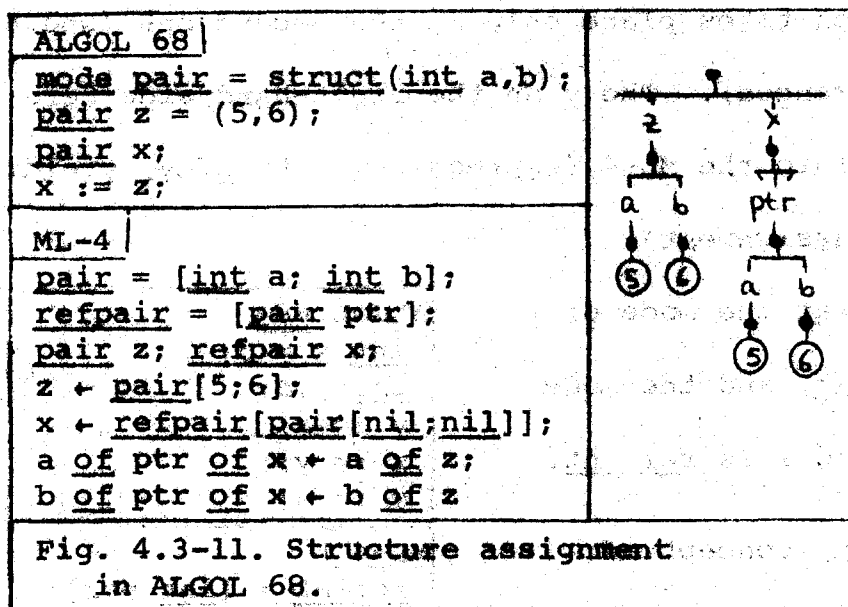 ALGOL 68
mode pair = struct(int a,b);
pair z = (5,6);
pair x;
x := z;
ML-4
pair = [int a; int b];
refpair = [pair ptr];
pair z; refpair x;
z ← pair[5;6];
x ← refpair[pair[nil;nil]];
a of ptr of x ← a of z;
b of ptr of x ← b of z
z x
a b ptr
5 6 a b
5 6
Fig. 4.3-11. Structure assignment
in ALGOL 68.